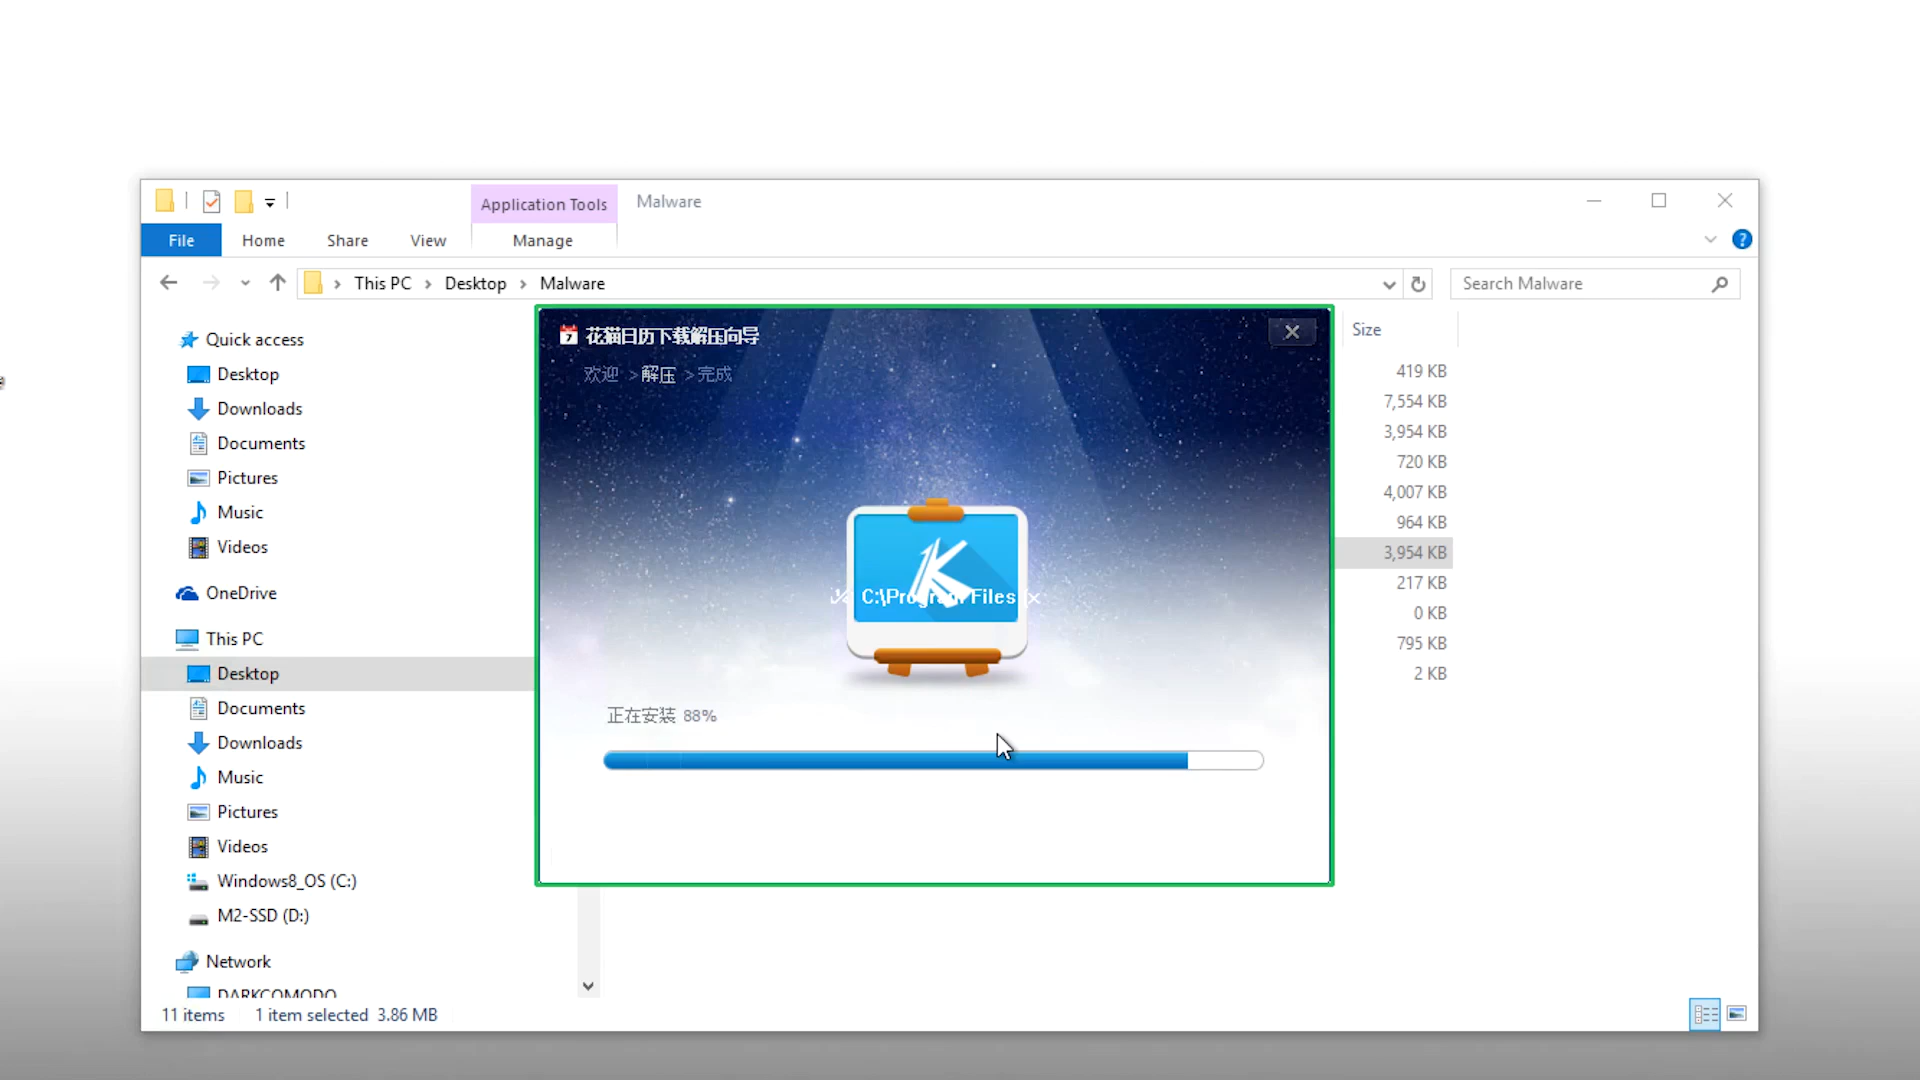 Application Tools
Malware
File
Home
Share
View
Manage
This PC
Desktop
Malware
Search Malware
Quick access
Desktop
Downloads
Documents
Pictures
Music
Videos
OneDrive
This PC
Desktop
Documents
Downloads
Music
Pictures
Videos
Windows8_OS (C:)
M2-SSD (D:)
Network
DARKCOMODO
花猫日历下载解压向导
欢迎 >解压 >完成
C:\Program Files
正在安装 88%
Size
419 KB
7,554 KB
3,954 KB
720 KB
4,007 KB
964 KB
3,954 KB
217 KB
0 KB
795 KB
2 KB
11 items
1 item selected 3.86 MB